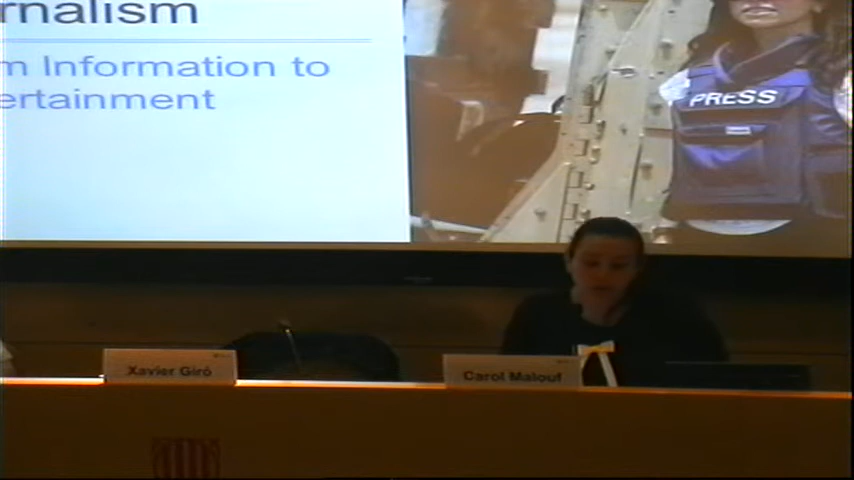 rnalism
m Information to
ertainment
PRESS
Xavier Giró
Carol Malouf